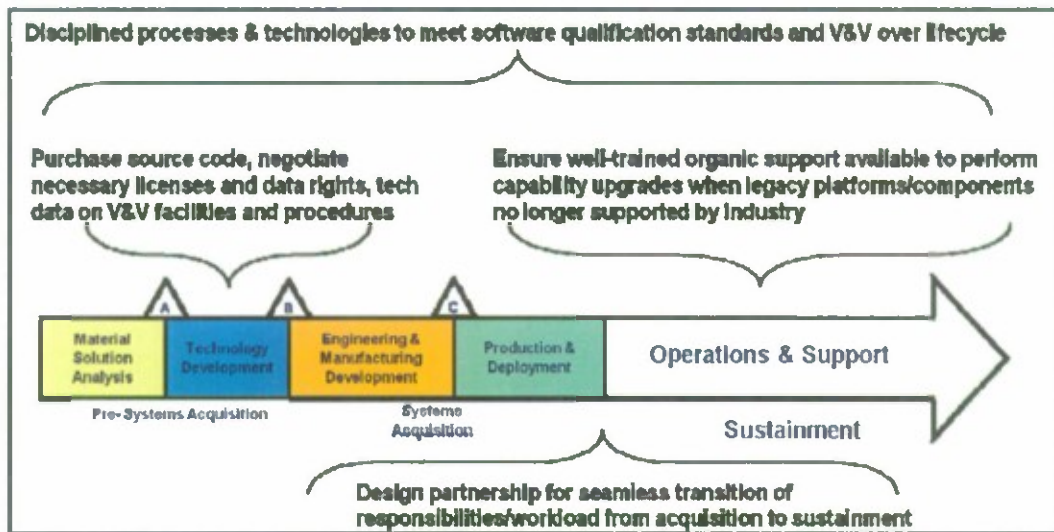 Disciplined processes & technologies to meet software qualification standards and V&V over lifecycle
Purchase source code, negotiate
necessary licenses and data rights, tech
data on V&V facilities and procedures
Ensure well-trained organic support available to perform
capability upgrades when legacy platforms/components
no longer supported by industry
A
B
C
Material
Solution
Analysis
Technology
Development
Engineering &
Manufacturing
Development
Production &
Deployment
Operations & Support
Pre-Systems Acquisition
Systems
Acquisition
Sustainment
Design partnership for seamless transition of
responsibilities/workload from acquisition to sustainment